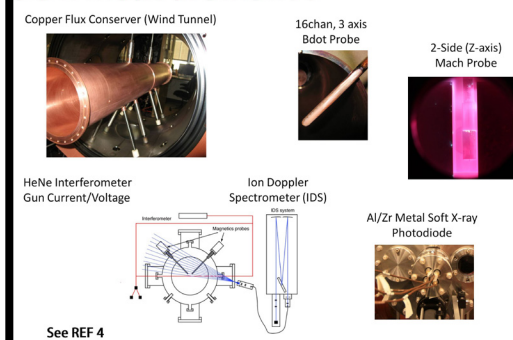 Copper Flux Conserver (Wind Tunnel)
16chan, 3 axis
Bdot Probe
2-Side (Z-axis)
Mach Probe
HeNe Interferometer
Gun Current/Voltage
Ion Doppler
Spectrometer (IDS)
Interferometer
Magnetics probes
IDS system
Al/Zr Metal Soft X-ray
Photodiode
See REF 4